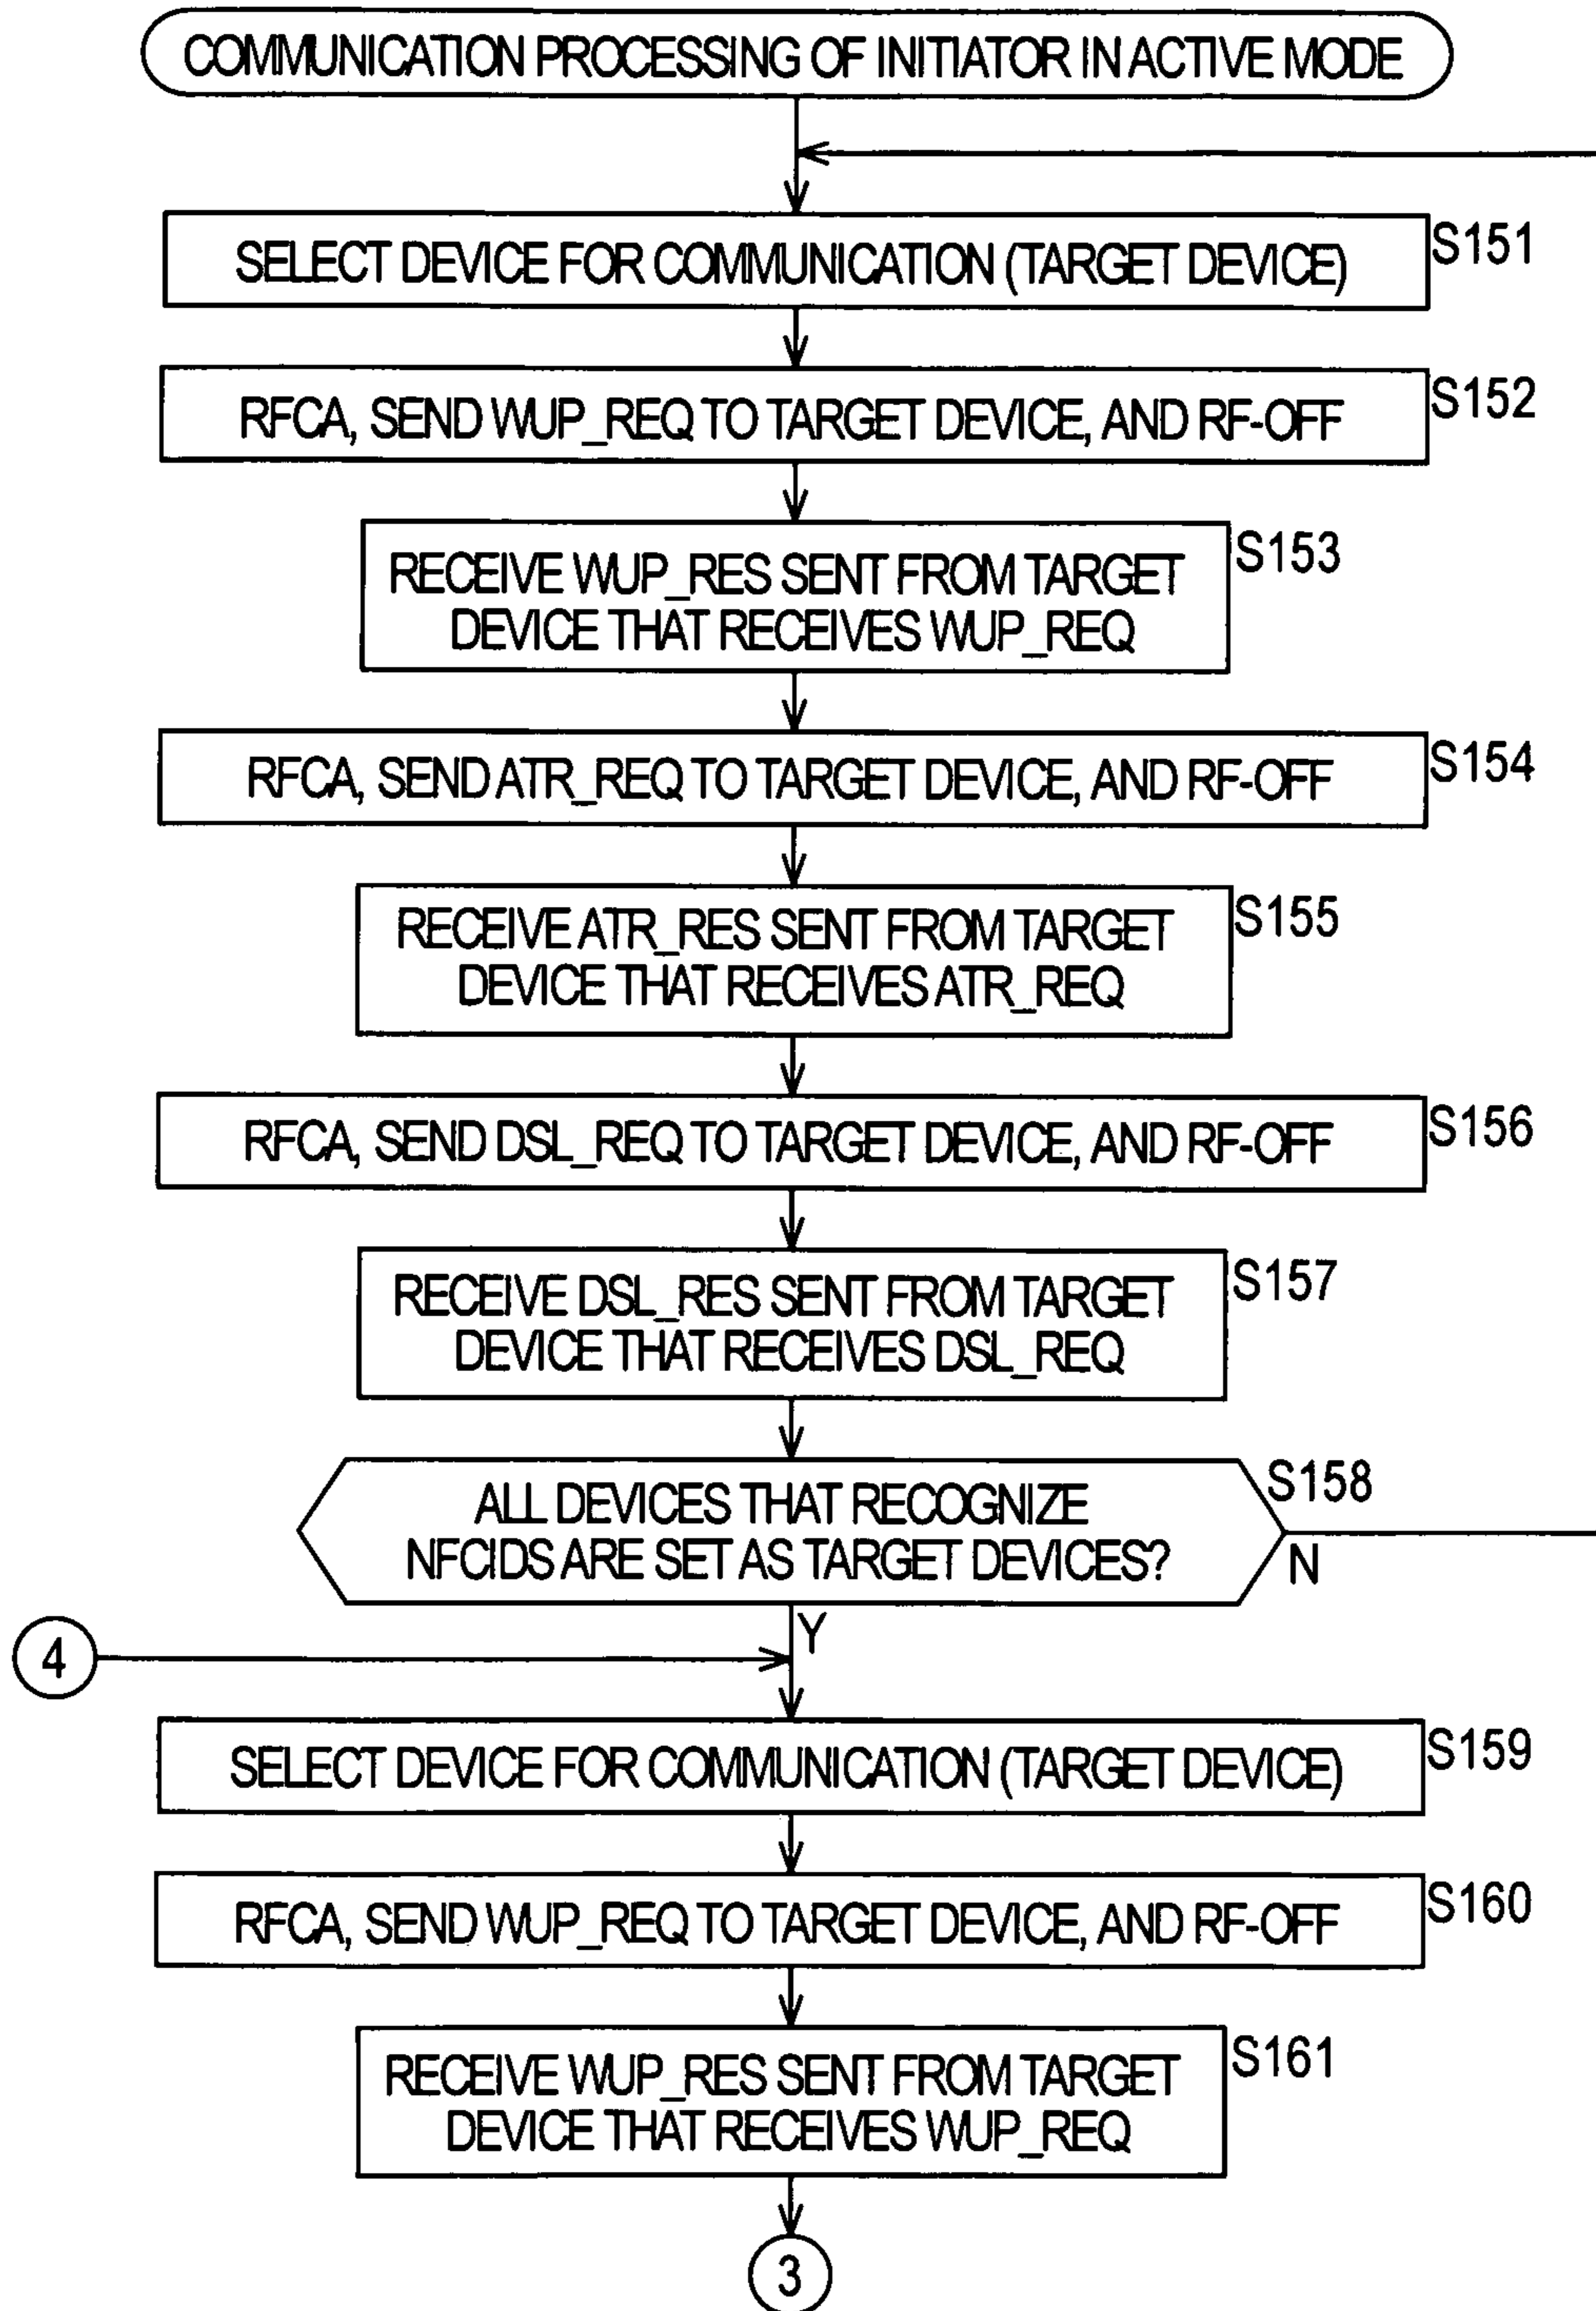 COMMUNICATION PROCESSING OF INITIATOR IN ACTIVE MODE
SELECT DEVICE FOR COMMUNICATION (TARGET DEVICE)
S151
RFCA, SEND WUP_REQ TO TARGET DEVICE, AND RF-OFF
S152
RECEIVE WUP_RES SENT FROM TARGET
DEVICE THAT RECEIVES WUP_REQ
S153
RFCA, SEND ATR_REQ TO TARGET DEVICE, AND RF-OFF
S154
RECEIVE ATR_RES SENT FROM TARGET
DEVICE THAT RECEIVES ATR_REQ
S155
RFCA, SEND DSL_REQ TO TARGET DEVICE, AND RF-OFF
S156
RECEIVE DSL_RES SENT FROM TARGET
DEVICE THAT RECEIVES DSL_REQ
S157
ALL DEVICES THAT RECOGNIZE
NFCIDS ARE SET AS TARGET DEVICES?
S158
N
Y
4
SELECT DEVICE FOR COMMUNICATION (TARGET DEVICE)
S159
RFCA, SEND WUP_REQ TO TARGET DEVICE, AND RF-OFF
S160
RECEIVE WUP_RES SENT FROM TARGET
DEVICE THAT RECEIVES WUP_REQ
S161
3